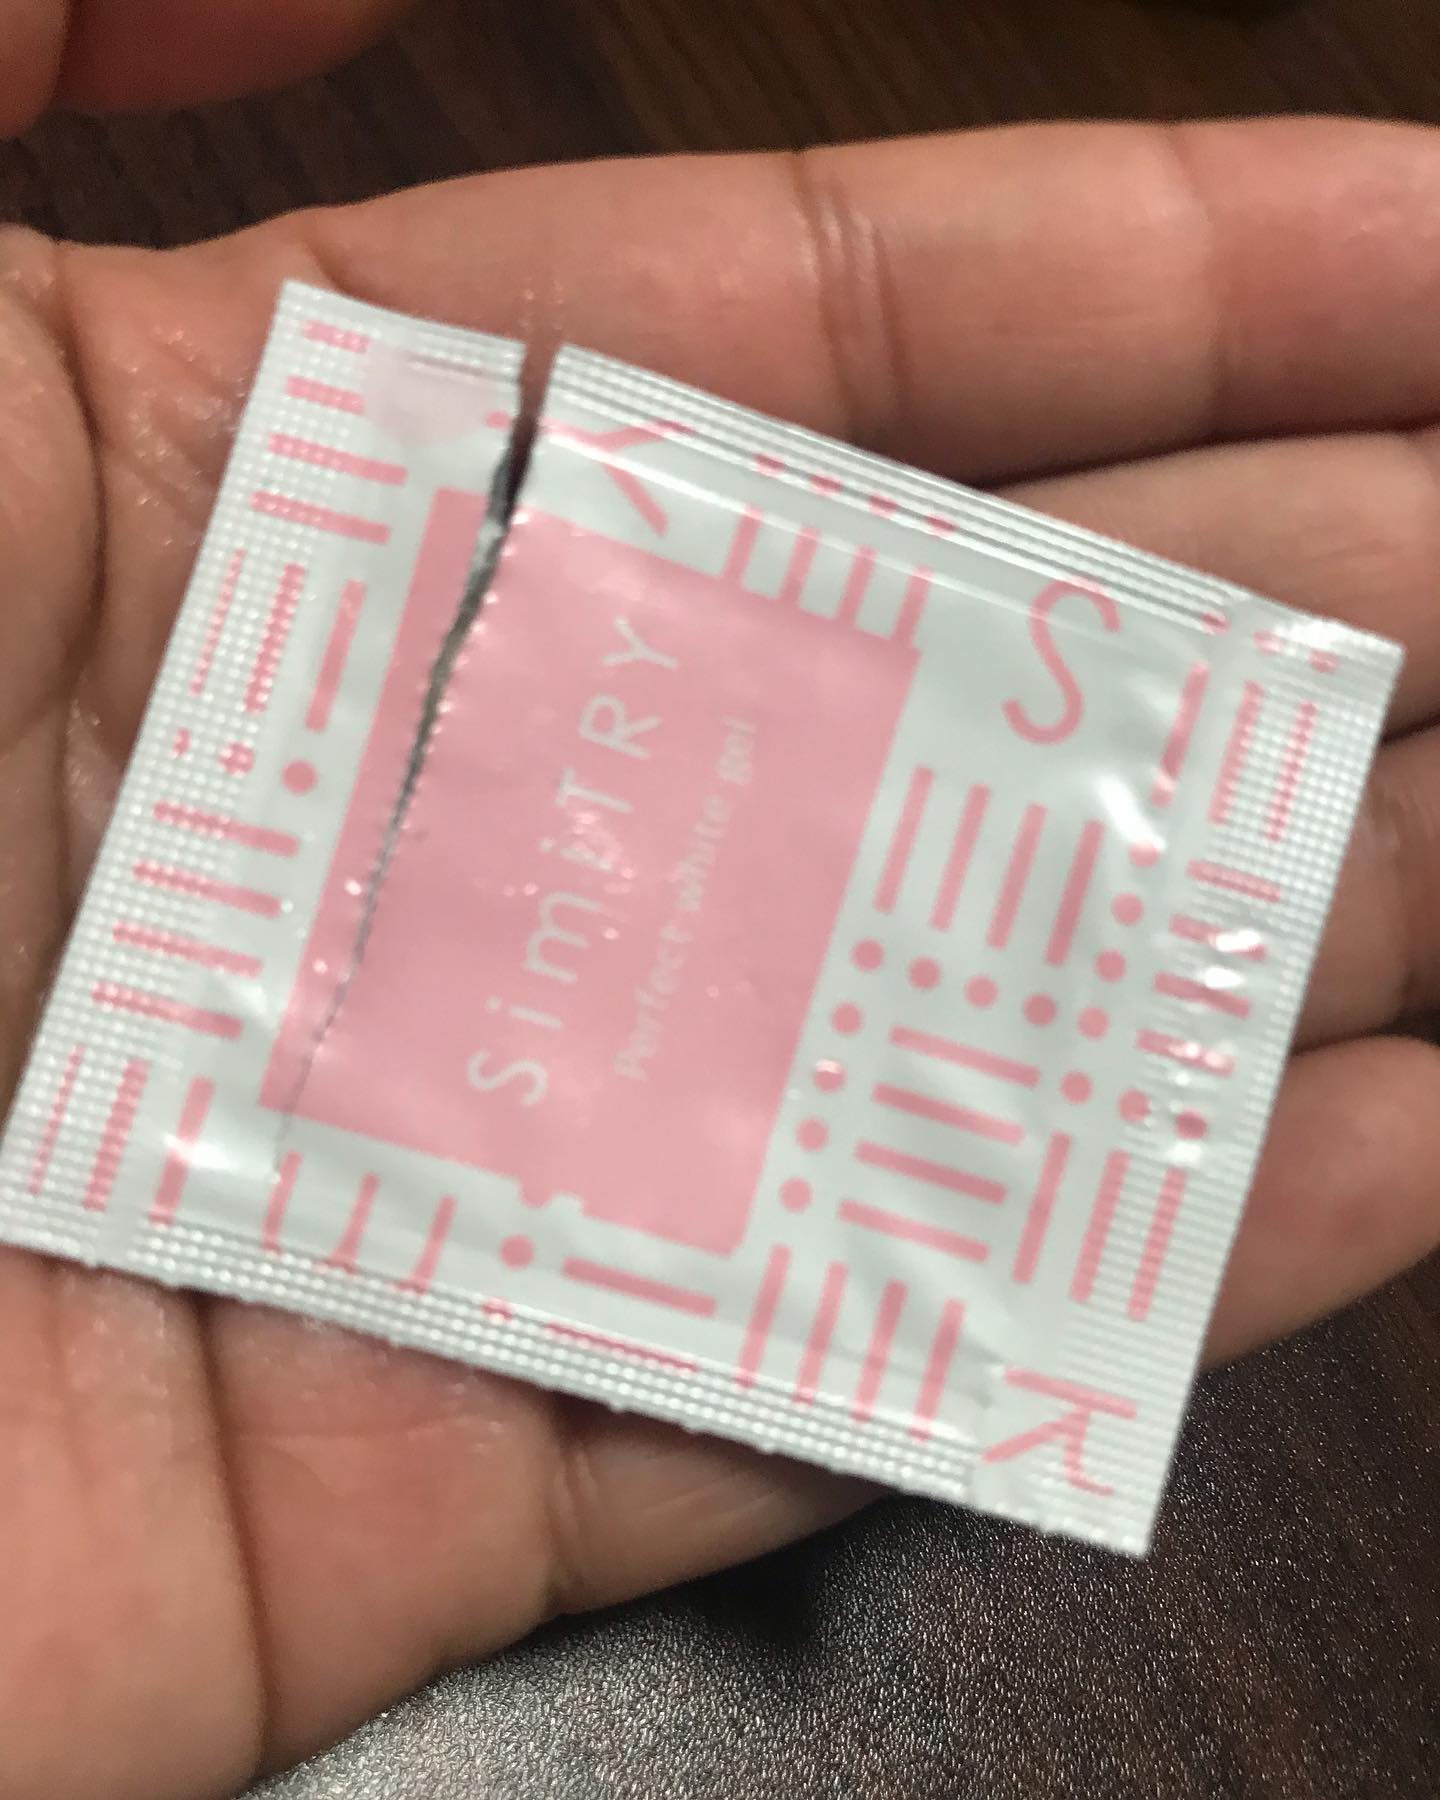 SimiTRY
Perfect white gel
S